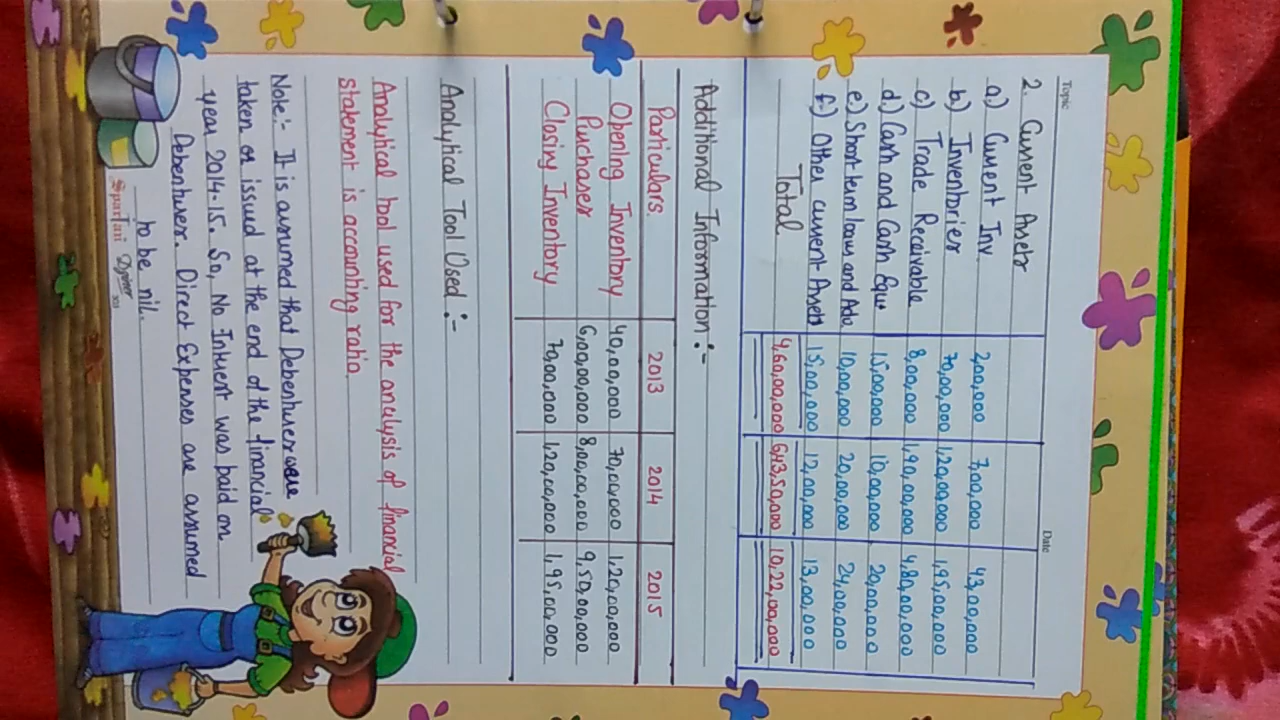 Topic
Date
2. Current Assets
a.) Current Inv. 2,00,000 7,00,000 43,00,000
b) Inventories 70,00,000 1,20,00,000 1,95,00,000
c) Trade Receivable 8,00,000 1,90,00,000 4,80,00,000
d.) Cash and Cash Equ. 15,00,000 10,00,000 20,00,000
e.) Short term loans and Ada 10,00,000 20,00,000 24,00,000
f.) Other current Assets 15,00,000 12,00,000 13,00,000
Total 4,60,00,000 6,43,50,000 10,22,00,000
Additional Information:-
Particulars. 2013 2014 2015
Opening Inventory 40,00,000 70,00,000 1,20,00,000
Puchases 6,00,00,000 8,00,00,000 9,50,00,000
Closing Inventory 70,00,000 1,20,00,000 1,95,00,000
Analytical Tool Used:-
Analytical tool used for the analysis of financial
statement is accounting ratio.
Note:- It is assumed that Debentures were
taken or issued at the end of the financial
year 2014-15. So, No Intrest was paid on
Debentures. Direct Expenses are assumed
to be nil.
Spartan Designer